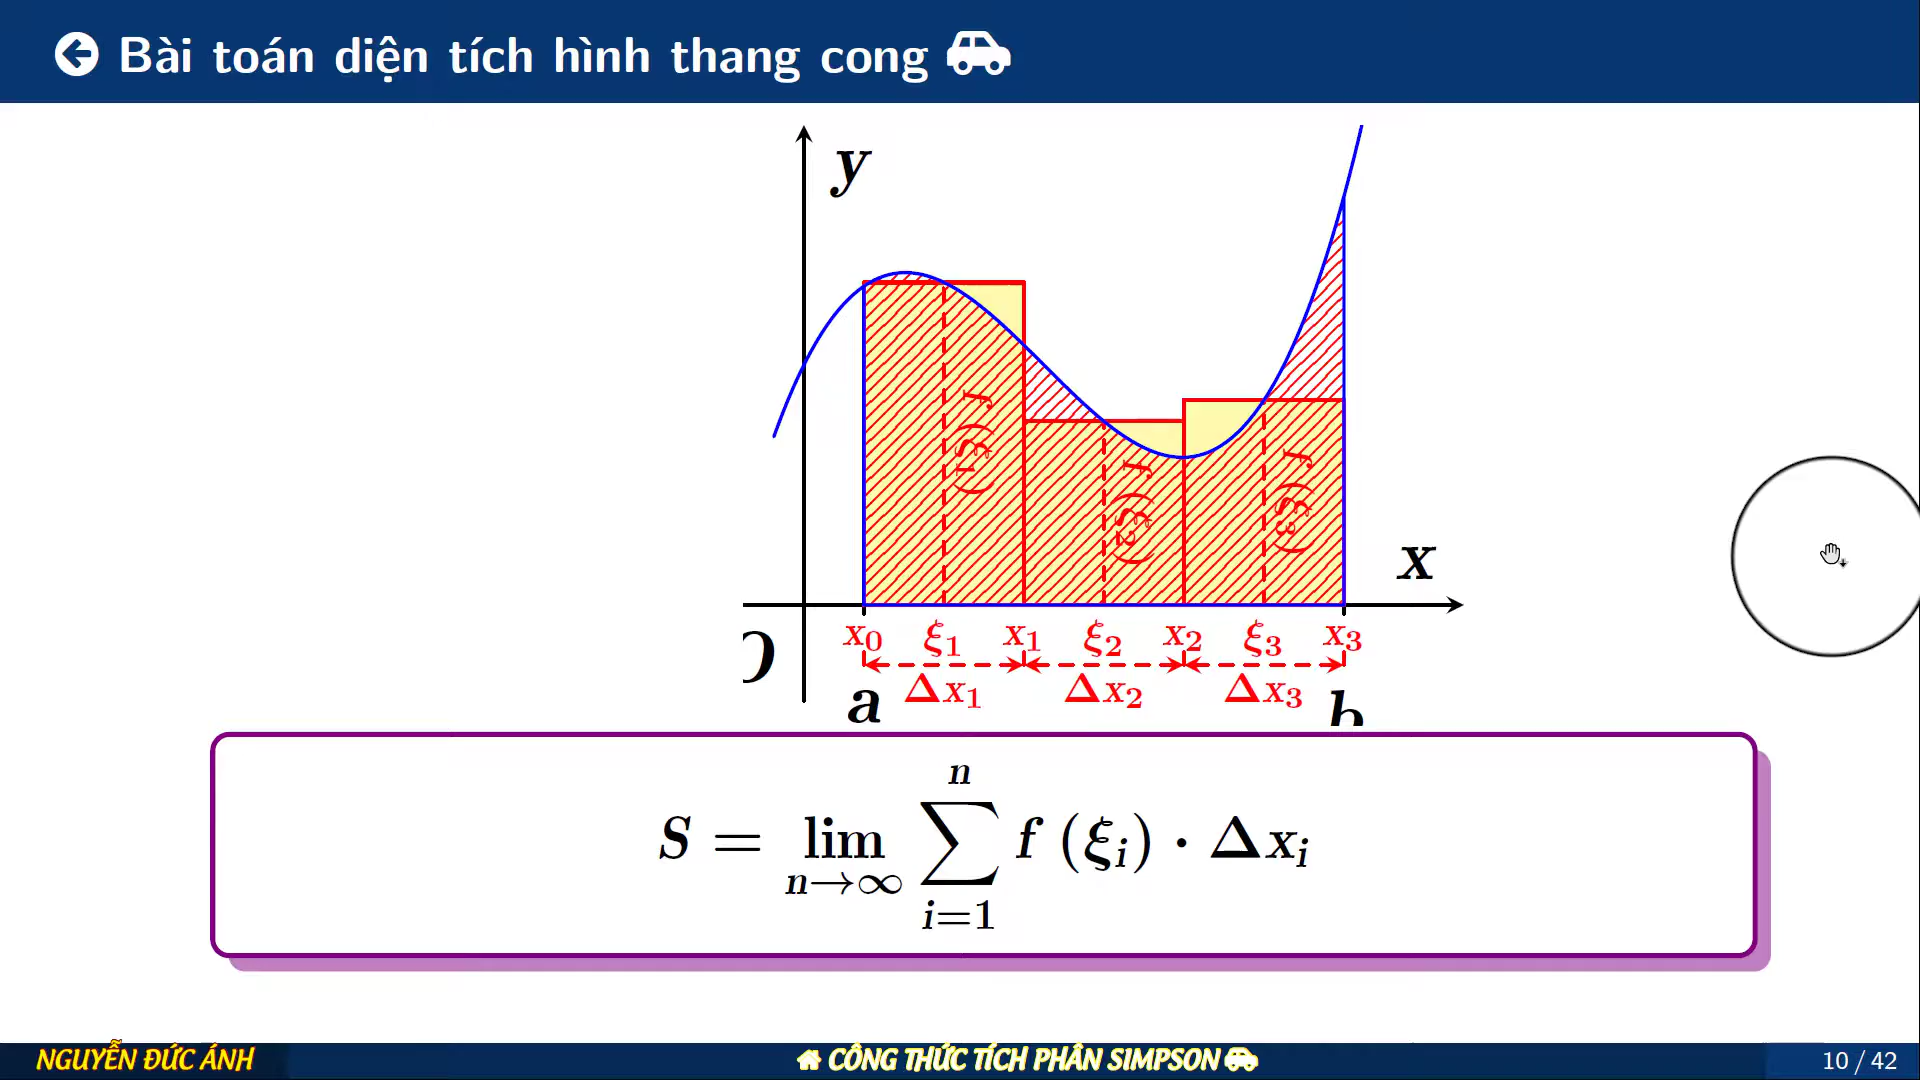 Bài toán diện tích hình thang cong
y
f (ξ₁)
f (ξ₂)
f (ξ₃)
x
O
x₀ ξ₁ x₁ ξ₂ x₂ ξ₃ x₃
a Δx₁ Δx₂ Δx₃ b
S = lim n→∞ ∑ i=1 n f (ξᵢ) · Δxᵢ
NGUYỄN ĐỨC ÁNH
CÔNG THỨC TÍCH PHÂN SIMPSON
10 / 42